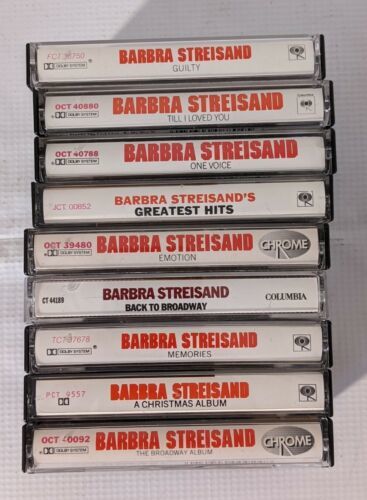 FCT 36750
DOLBY SYSTEM
BARBRA STREISAND
GUILTY
OCT 40880
DOLBY SYSTEM
BARBRA STREISAND
TILL I LOVED YOU
OCT 40788
DOLBY SYSTEM
BARBRA STREISAND
ONE VOICE
JCT 00852
BARBRA STREISAND'S
GREATEST HITS
OCT 39480
DOLBY SYSTEM
BARBRA STREISAND
EMOTION
CHROME
CT 44189
BARBRA STREISAND
BACK TO BROADWAY
COLUMBIA
TCT 37678
DOLBY SYSTEM
BARBRA STREISAND
MEMORIES
PCT 9557
BARBRA STREISAND
A CHRISTMAS ALBUM
OCT 40092
DOLBY SYSTEM
BARBRA STREISAND
THE BROADWAY ALBUM
CHROME